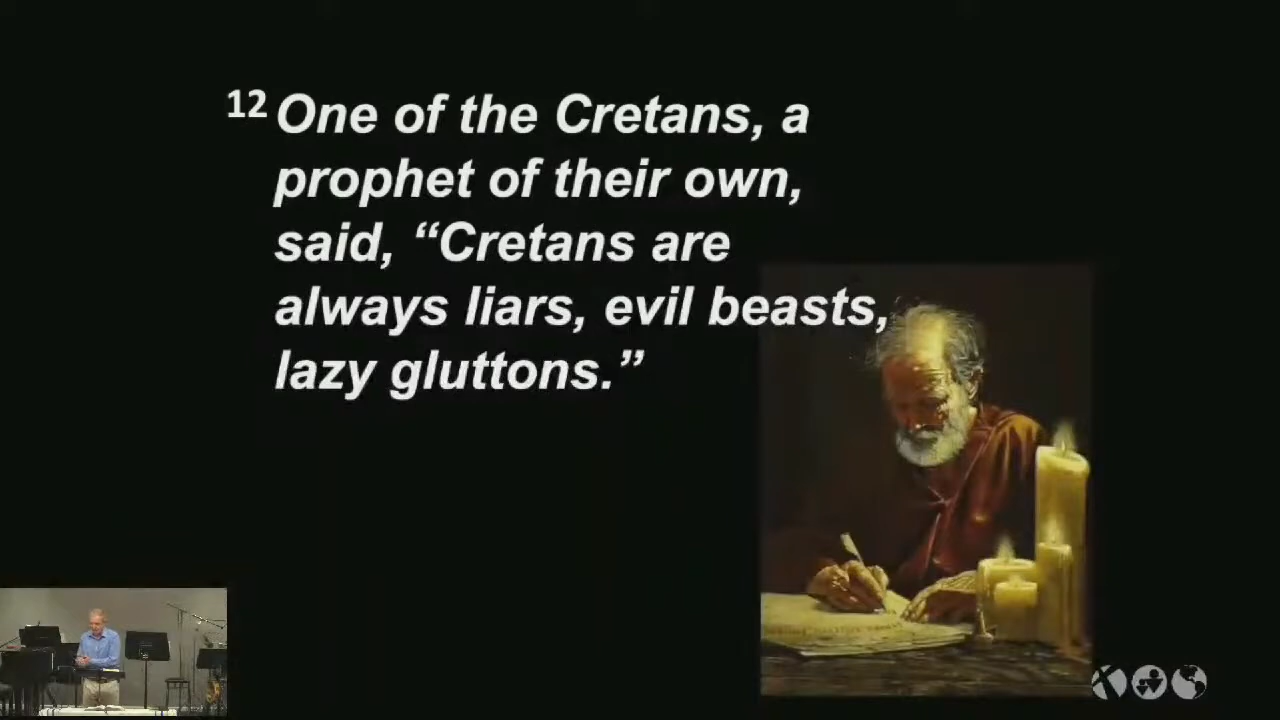 12 One of the Cretans, a
prophet of their own,
said, “Cretans are
always liars, evil beasts,
lazy gluttons.”